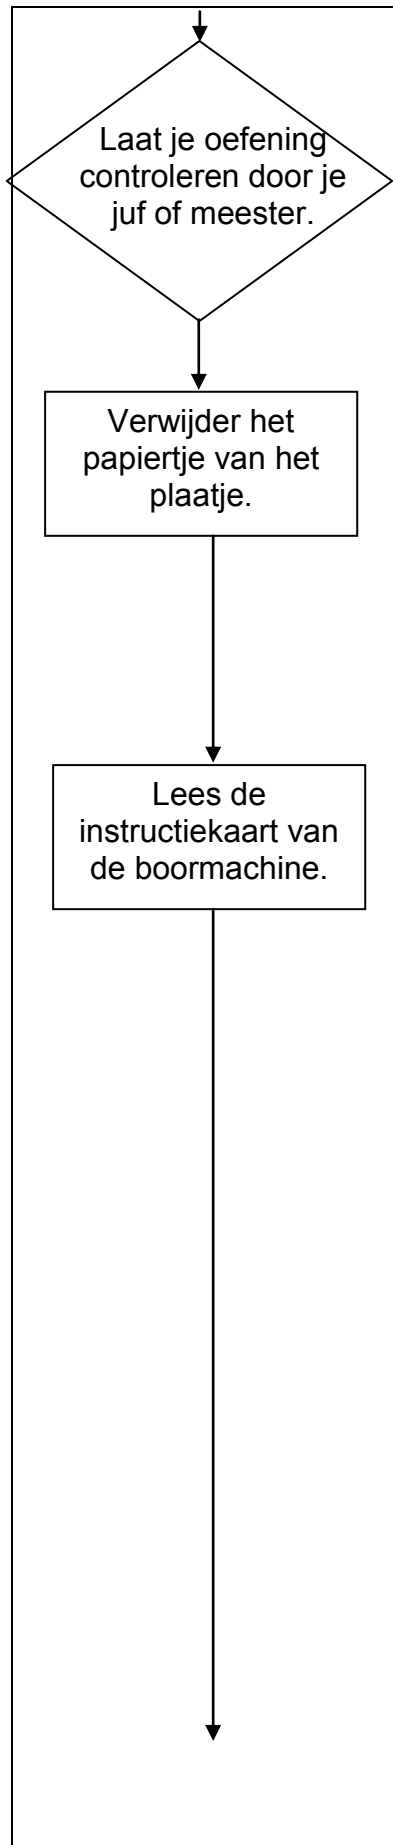 Laat je oefening
controleren door je
juf of meester.
Verwijder het
papiertje van het
plaatje.
Lees de
instructiekaart van
de boormachine.